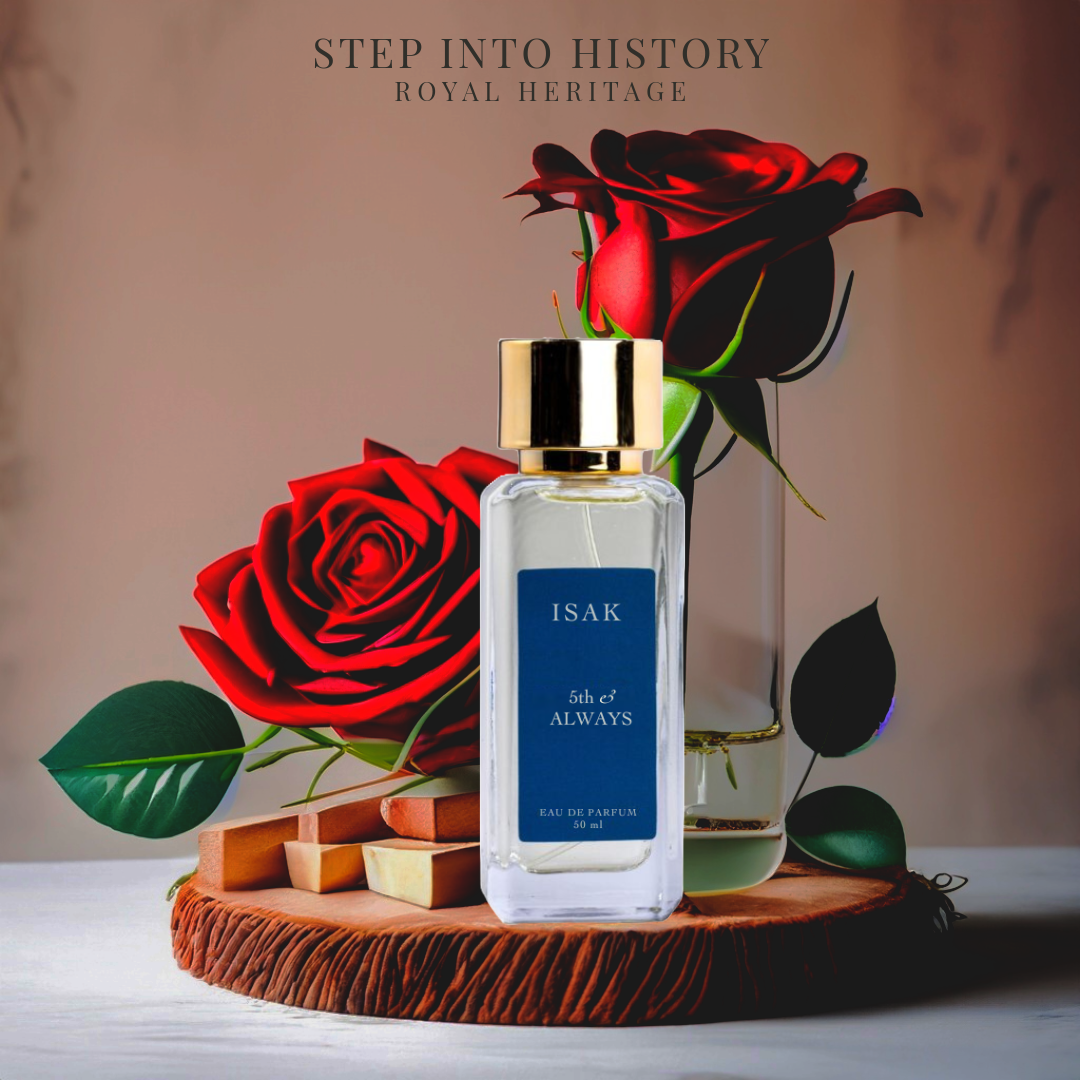 STEP INTO HISTORY
ROYAL HERITAGE
ISAK
5th &
ALWAYS
EAU DE PARFUM
50 ml